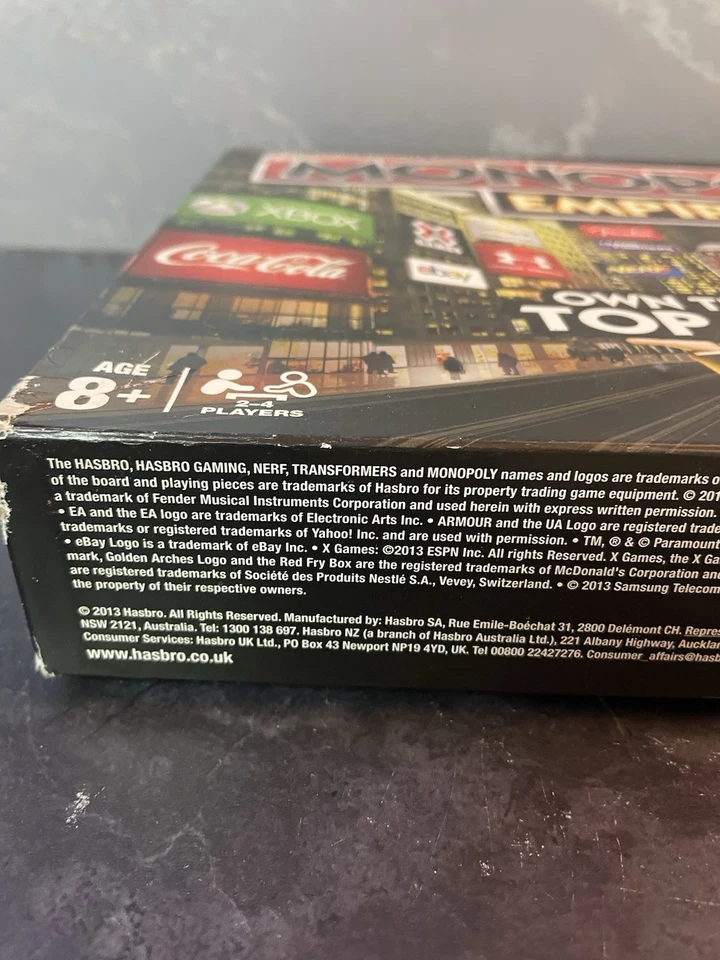 MONOPO
EMPIR
XBOX
Coca-Cola
ebay
OWN T
TOP
AGE
8+
2-4
PLAYERS
The HASBRO, HASBRO GAMING, NERF, TRANSFORMERS and MONOPOLY names and logos are trademarks o
of the board and playing pieces are trademarks of Hasbro for its property trading game equipment. © 201
a trademark of Fender Musical Instruments Corporation and used herein with express written permission.
• EA and the EA logo are trademarks of Electronic Arts Inc. • ARMOUR and the UA Logo are registered trade
trademarks or registered trademarks of Yahoo! Inc. and are used with permission. • TM, ® & © Paramount
• eBay Logo is a trademark of eBay Inc. • X Games: ©2013 ESPN Inc. All rights Reserved. X Games, the X Ga
mark, Golden Arches Logo and the Red Fry Box are the registered trademarks of McDonald's Corporation an
are registered trademarks of Société des Produits Nestlé S.A., Vevey, Switzerland. • © 2013 Samsung Telecom
the property of their respective owners.
© 2013 Hasbro. All Rights Reserved. Manufactured by: Hasbro SA, Rue Emile-Boéchat 31, 2800 Delémont CH. Repres
NSW 2121, Australia. Tel: 1300 138 697. Hasbro NZ (a branch of Hasbro Australia Ltd.), 221 Albany Highway, Aucklan
Consumer Services: Hasbro UK Ltd., PO Box 43 Newport NP19 4YD, UK. Tel 00800 22427276. Consumer_affairs@hasb
www.hasbro.co.uk